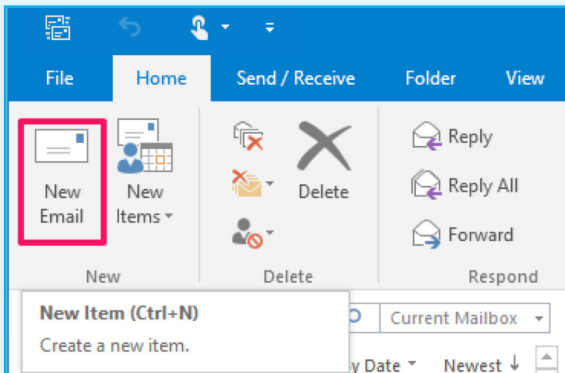 File Home Send / Receive Folder View
New Email
New Items
Delete
Reply
Reply All
Forward
New Delete Respond
New Item (Ctrl+N)
Create a new item.
Current Mailbox
Date Newest ↓